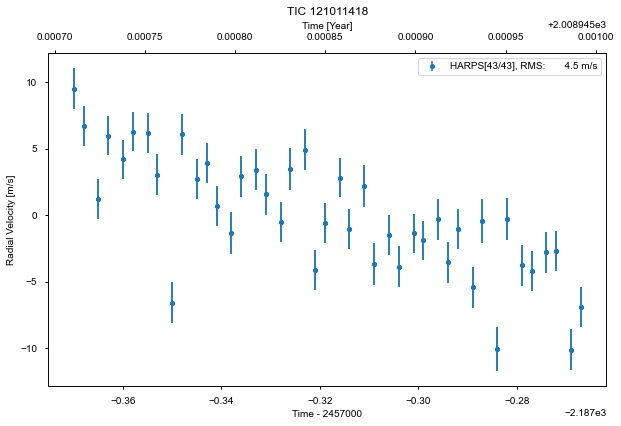 TIC 121011418
Time [Year]
+2.008945e3
0.00070 0.00075 0.00080 0.00085 0.00090 0.00095 0.00100
HARPS[43/43], RMS: 4.5 m/s
10
5
0
−5
−10
Radial Velocity [m/s]
−0.36 −0.34 −0.32 −0.30 −0.28
Time - 2457000
−2.187e3